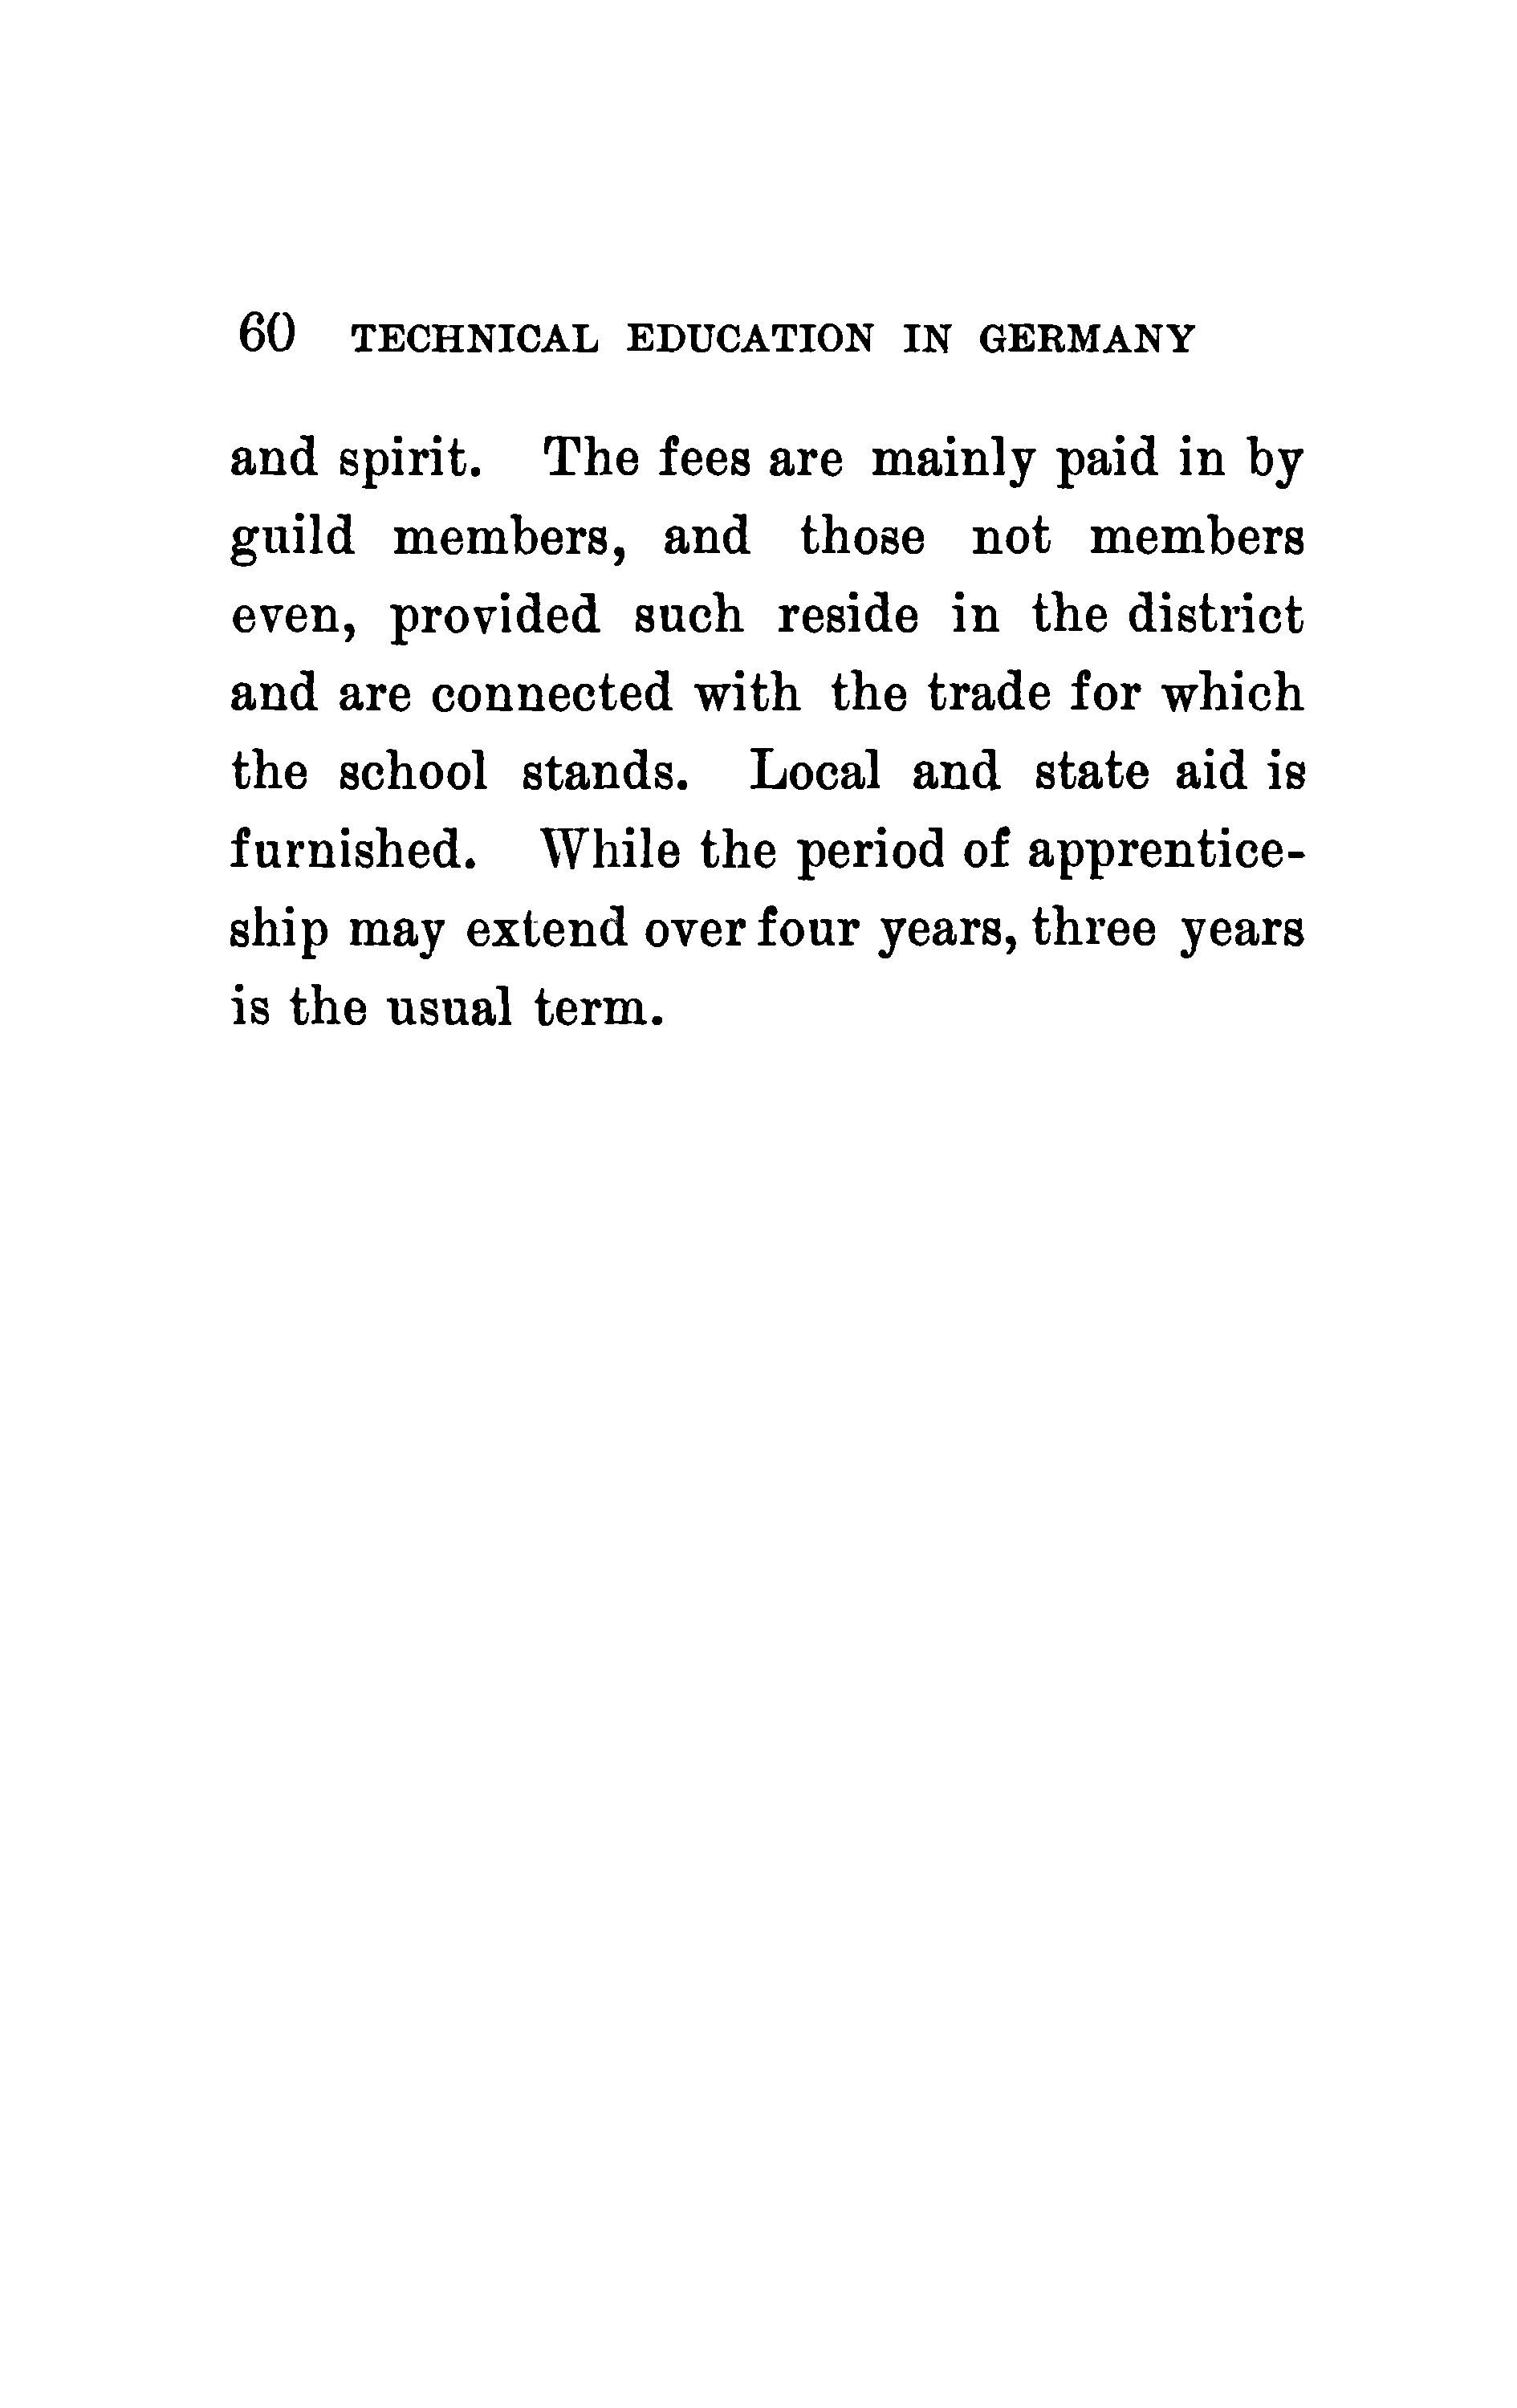 60 TECHNICAL EDUCATION IN GERMANY
and spirit. The fees are mainly paid in by
guild members, and those not members
even, provided such reside in the district
and are connected with the trade for which
the school stands. Local and state aid is
furnished. While the period of apprentice-
ship may extend over four years, three years
is the usual term.